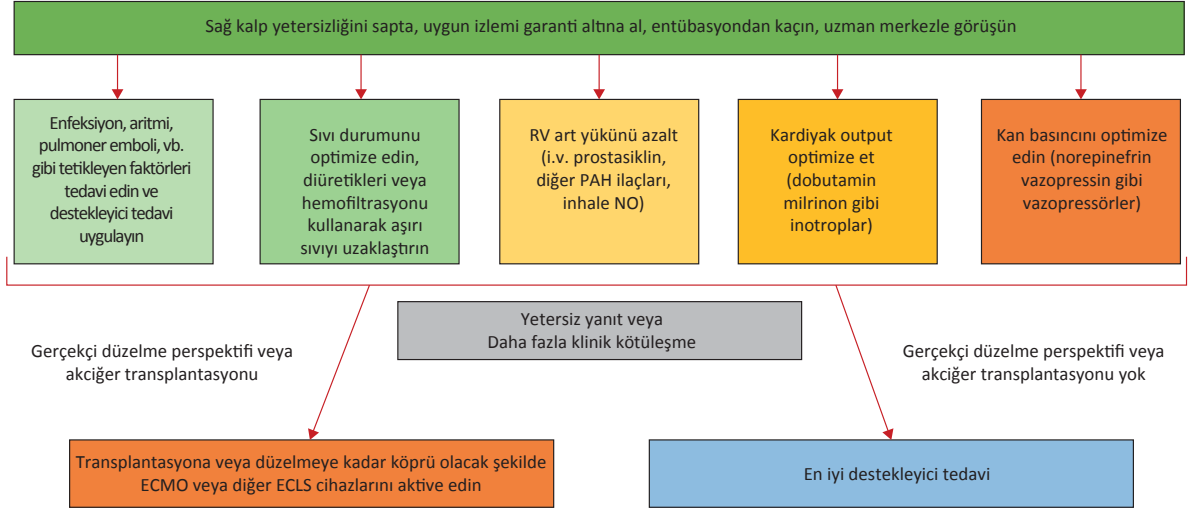 Sağ kalp yetersizliğini sapta, uygun izlemi garanti altına al, entübasyondan kaçın, uzman merkezle görüşün
Enfeksiyon, aritmi,
pulmoner emboli, vb.
gibi tetikleyen faktörleri
tedavi edin ve
destekleyici tedavi
uygulayın
Sıvı durumunu
optimize edin,
diüretikleri veya
hemofiltrasyonu
kullanarak aşırı
sıvıyı uzaklaştırın
RV art yükünü azalt
(i.v. prostasiklin,
diğer PAH ilaçları,
inhale NO)
Kardiyak output
optimize et
(dobutamin
milrinon gibi
inotroplar)
Kan basıncını optimize
edin (norepinefrin
vazopressin gibi
vazopressörler)
Yetersiz yanıt veya
Daha fazla klinik kötüleşme
Gerçekçi düzelme perspektifi veya
akciğer transplantasyonu
Gerçekçi düzelme perspektifi veya
akciğer transplantasyonu yok
Transplantasyona veya düzelmeye kadar köprü olacak şekilde
ECMO veya diğer ECLS cihazlarını aktive edin
En iyi destekleyici tedavi